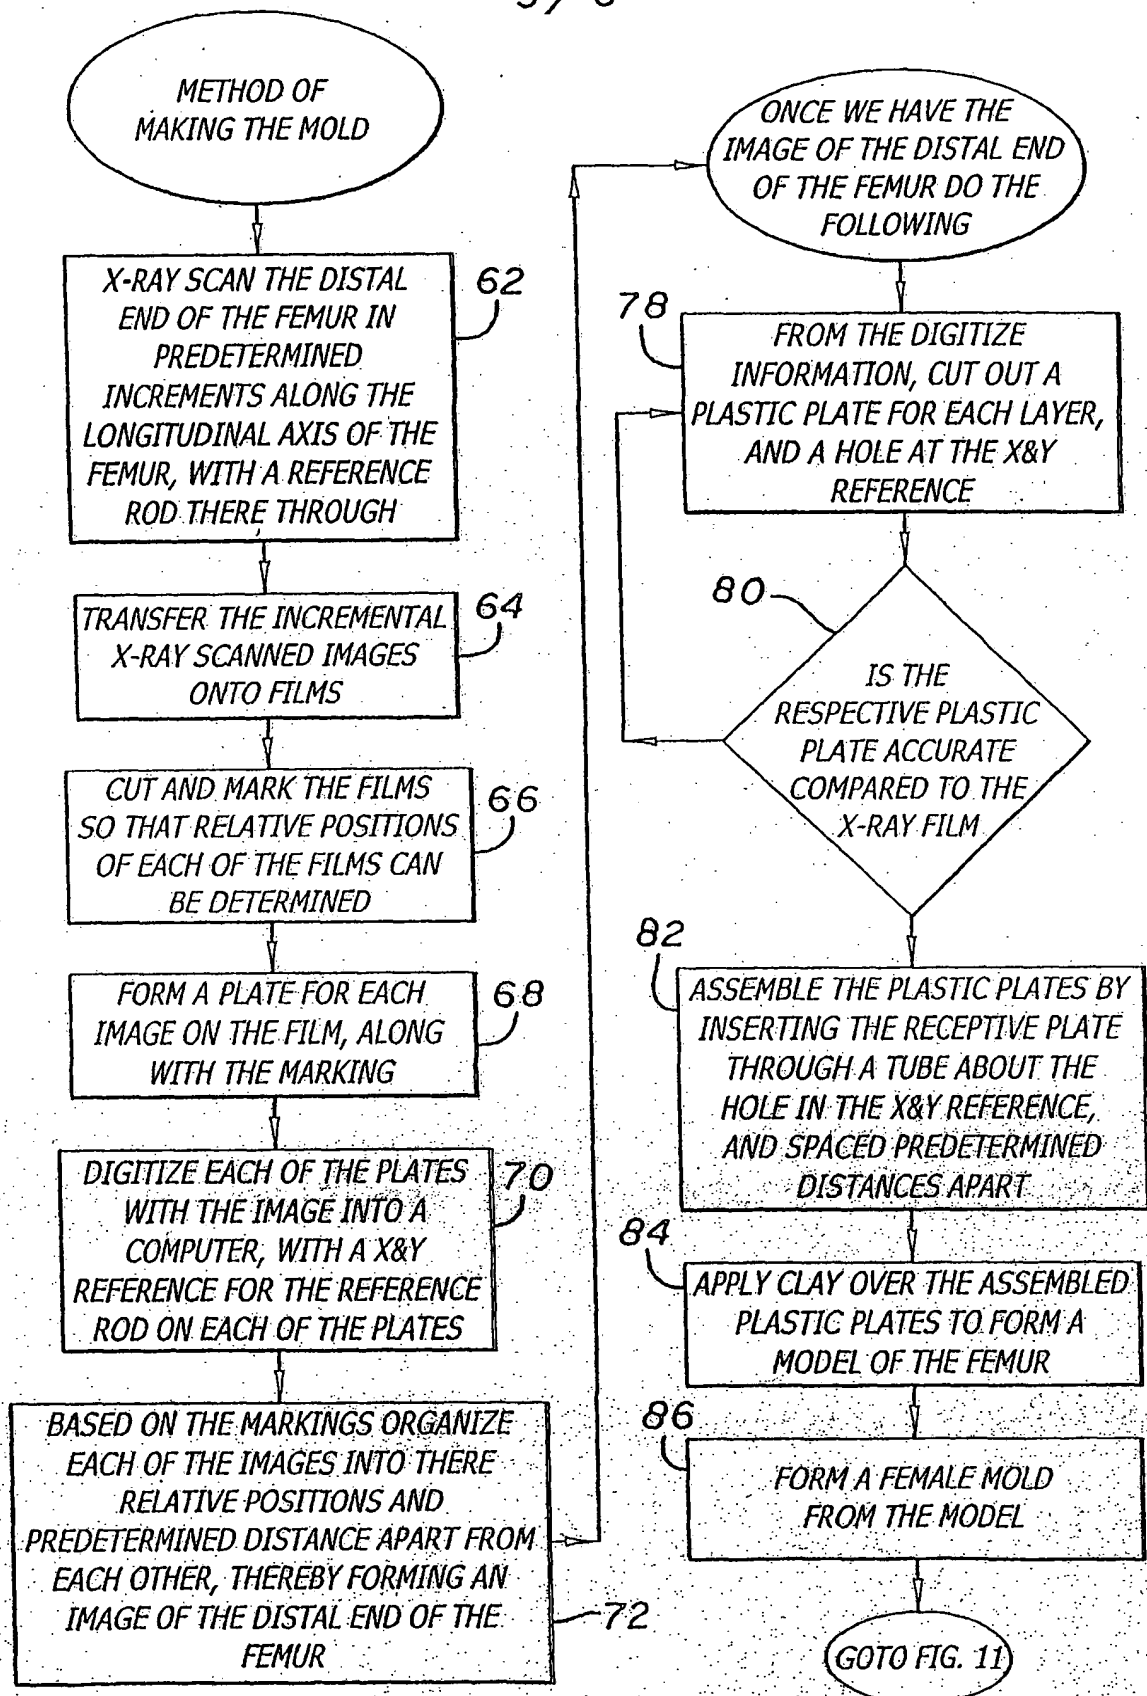 METHOD OF
MAKING THE MOLD
X-RAY SCAN THE DISTAL
END OF THE FEMUR IN
PREDETERMINED
INCREMENTS ALONG THE
LONGITUDINAL AXIS OF THE
FEMUR, WITH A REFERENCE
ROD THERE THROUGH
62
TRANSFER THE INCREMENTAL
X-RAY SCANNED IMAGES
ONTO FILMS
64
CUT AND MARK THE FILMS
SO THAT RELATIVE POSITIONS
OF EACH OF THE FILMS CAN
BE DETERMINED
66
FORM A PLATE FOR EACH
IMAGE ON THE FILM, ALONG
WITH THE MARKING
68
DIGITIZE EACH OF THE PLATES
WITH THE IMAGE INTO A
COMPUTER, WITH A X&Y
REFERENCE FOR THE REFERENCE
ROD ON EACH OF THE PLATES
70
BASED ON THE MARKINGS ORGANIZE
EACH OF THE IMAGES INTO THERE
RELATIVE POSITIONS AND
PREDETERMINED DISTANCE APART FROM
EACH OTHER, THEREBY FORMING AN
IMAGE OF THE DISTAL END OF THE
FEMUR
72
ONCE WE HAVE THE
IMAGE OF THE DISTAL END
OF THE FEMUR DO THE
FOLLOWING
78
FROM THE DIGITIZE
INFORMATION, CUT OUT A
PLASTIC PLATE FOR EACH LAYER,
AND A HOLE AT THE X&Y
REFERENCE
80
IS THE
RESPECTIVE PLASTIC
PLATE ACCURATE
COMPARED TO THE
X-RAY FILM
82
ASSEMBLE THE PLASTIC PLATES BY
INSERTING THE RECEPTIVE PLATE
THROUGH A TUBE ABOUT THE
HOLE IN THE X&Y REFERENCE,
AND SPACED PREDETERMINED
DISTANCES APART
84
APPLY CLAY OVER THE ASSEMBLED
PLASTIC PLATES TO FORM A
MODEL OF THE FEMUR
86
FORM A FEMALE MOLD
FROM THE MODEL
GOTO FIG. 11